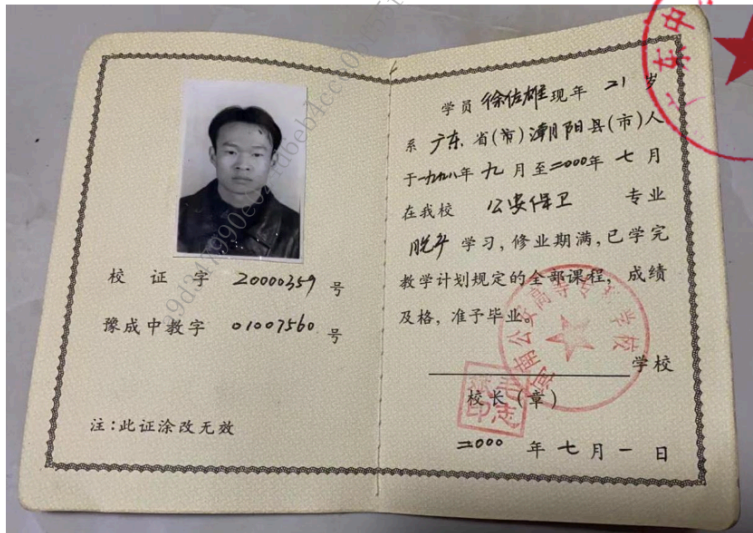 校证字 20000359 号
豫成中教字 01007560 号
注:此证涂改无效
学员徐佐雄现年 21 岁
系广东省(市)潮阳县(市)人
于一九九八年九月至二000年七月
在我校 公安保卫 专业
脱产学习,修业期满,已学完
教学计划规定的全部课程,成绩
及格,准予毕业。
学校
校长(章)
二000年七月一日